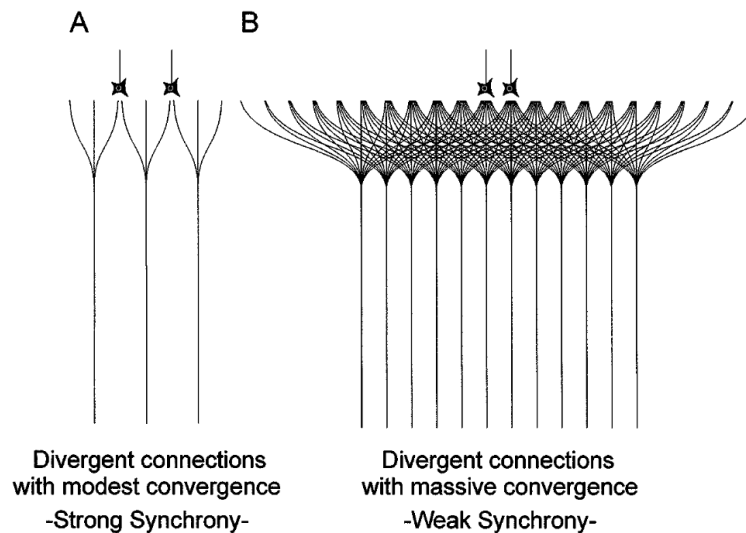 A
B
Divergent connections
with modest convergence
-Strong Synchrony-
Divergent connections
with massive convergence
-Weak Synchrony-